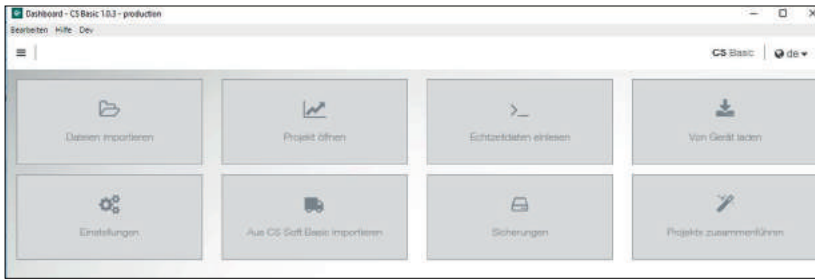 Dashboard - CS Basic 1.0.3 - production
Bearbeiten Hilfe Dev
CS Basic de
Dateien importieren
Projekt öffnen
Echtzeitdaten einlesen
Von Gerät laden
Einstellungen
Aus CS Soft Basic importieren
Sicherungen
Projekte zusammenführen